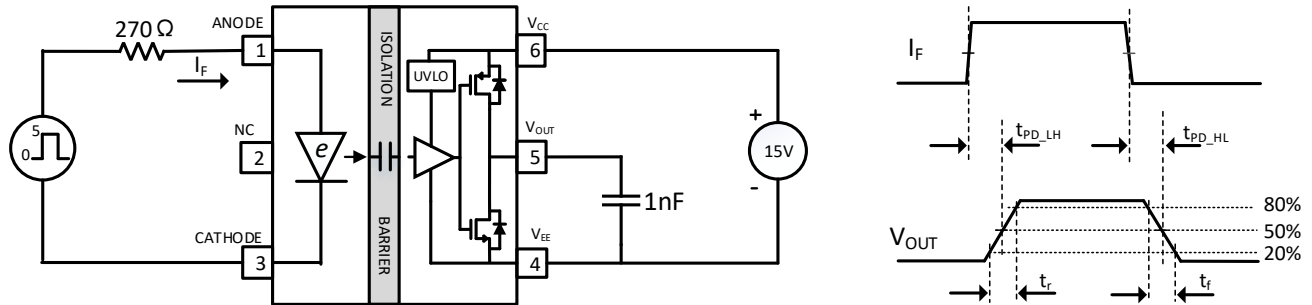 270 Ω
ANODE
1
I_F
5
0
NC
2
e
CATHODE
3
ISOLATION
BARRIER
UVLO
V_CC
6
V_OUT
5
V_EE
4
1nF
+
15V
-
I_F
t_PD_LH
t_PD_HL
V_OUT
80%
50%
20%
t_r
t_f